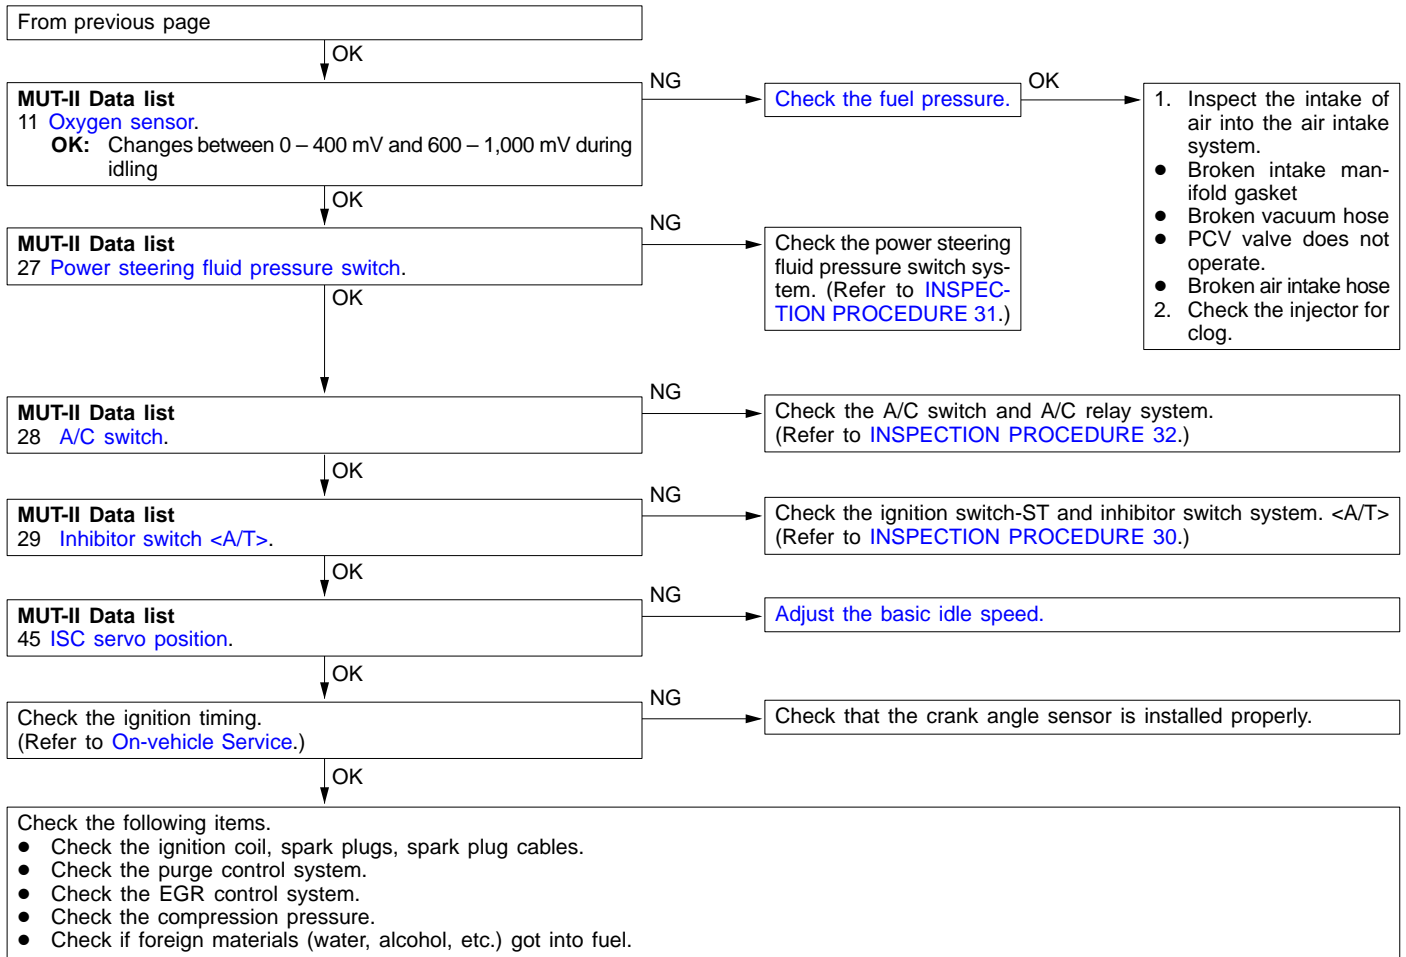 From previous page
OK
MUT-II Data list
11 Oxygen sensor.
OK: Changes between 0 – 400 mV and 600 – 1,000 mV during
idling
NG
Check the fuel pressure.
OK
1. Inspect the intake of
air into the air intake
system.
● Broken intake man-
ifold gasket
● Broken vacuum hose
● PCV valve does not
operate.
● Broken air intake hose
2. Check the injector for
clog.
OK
MUT-II Data list
27 Power steering fluid pressure switch.
NG
Check the power steering
fluid pressure switch sys-
tem. (Refer to INSPEC-
TION PROCEDURE 31.)
OK
MUT-II Data list
28 A/C switch.
NG
Check the A/C switch and A/C relay system.
(Refer to INSPECTION PROCEDURE 32.)
OK
MUT-II Data list
29 Inhibitor switch <A/T>.
NG
Check the ignition switch-ST and inhibitor switch system. <A/T>
(Refer to INSPECTION PROCEDURE 30.)
OK
MUT-II Data list
45 ISC servo position.
NG
Adjust the basic idle speed.
OK
Check the ignition timing.
(Refer to On-vehicle Service.)
NG
Check that the crank angle sensor is installed properly.
OK
Check the following items.
● Check the ignition coil, spark plugs, spark plug cables.
● Check the purge control system.
● Check the EGR control system.
● Check the compression pressure.
● Check if foreign materials (water, alcohol, etc.) got into fuel.